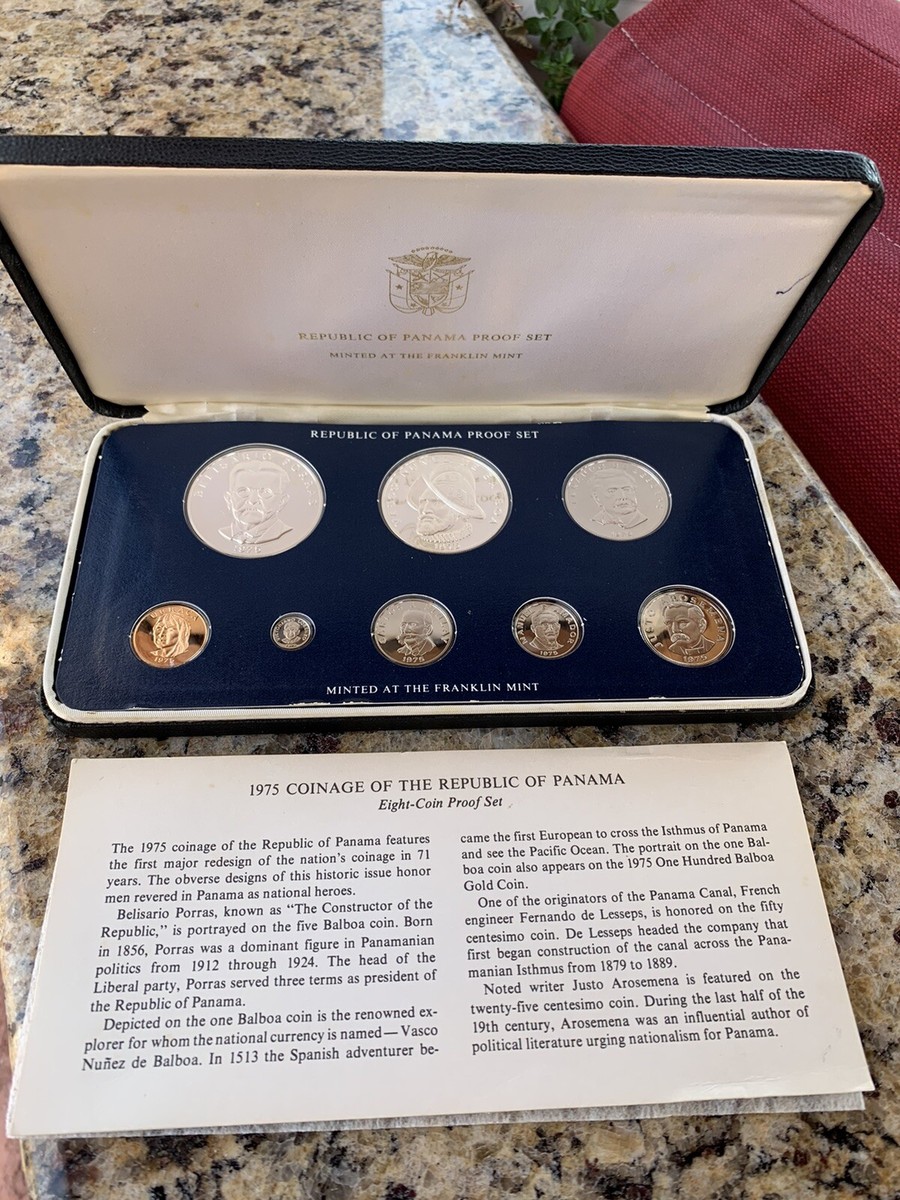 REPUBLIC OF PANAMA PROOF SET
MINTED AT THE FRANKLIN MINT
REPUBLIC OF PANAMA PROOF SET
1975
1975
1975
1975
1975
MINTED AT THE FRANKLIN MINT
1975 COINAGE OF THE REPUBLIC OF PANAMA
Eight-Coin Proof Set
The 1975 coinage of the Republic of Panama features
the first major redesign of the nation's coinage in 71
years. The obverse designs of this historic issue honor
men revered in Panama as national heroes.
Belisario Porras, known as "The Constructor of the
Republic," is portrayed on the five Balboa coin. Born
in 1856, Porras was a dominant figure in Panamanian
politics from 1912 through 1924. The head of the
Liberal party, Porras served three terms as president of
the Republic of Panama.
Depicted on the one Balboa coin is the renowned ex-
plorer for whom the national currency is named—Vasco
Nuñez de Balboa. In 1513 the Spanish adventurer be-
came the first European to cross the Isthmus of Panama
and see the Pacific Ocean. The portrait on the one Bal-
boa coin also appears on the 1975 One Hundred Balboa
Gold Coin.
One of the originators of the Panama Canal, French
engineer Fernando De Lesseps, is honored on the fifty
centesimo coin. De Lesseps headed the company that
first began construction of the canal across the Pana-
manian Isthmus from 1879 to 1889.
Noted writer Justo Arosemena is featured on the
twenty-five centesimo coin. During the last half of the
19th century, Arosemena was an influential author of
political literature urging nationalism for Panama.